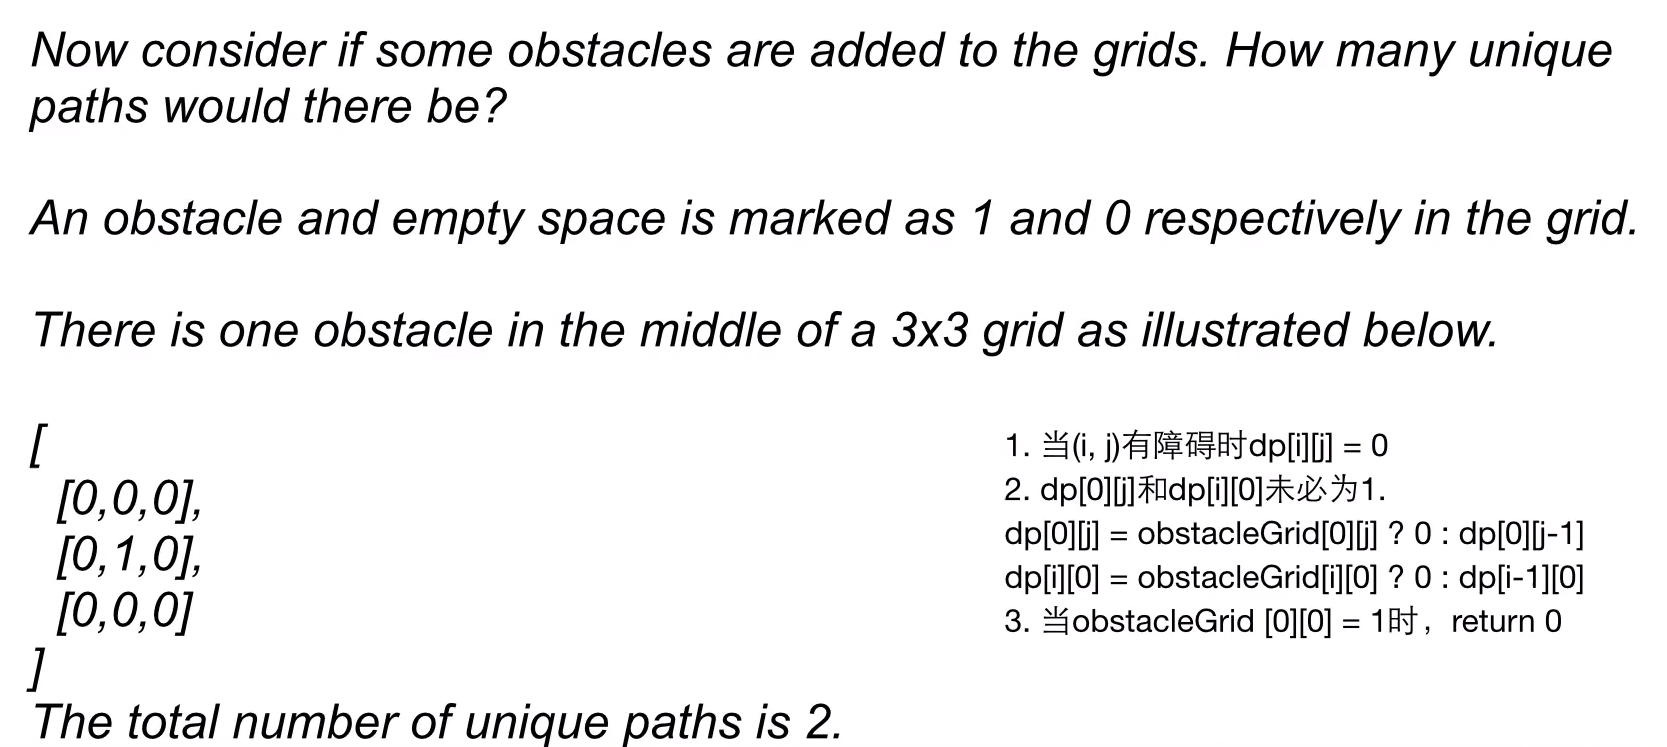 Now consider if some obstacles are added to the grids. How many unique
paths would there be?
An obstacle and empty space is marked as 1 and 0 respectively in the grid.
There is one obstacle in the middle of a 3x3 grid as illustrated below.
[
[0,0,0],
[0,1,0],
[0,0,0]
]
The total number of unique paths is 2.
1. 当(i, j)有障碍时dp[i][j] = 0
2. dp[0][j]和dp[i][0]未必为1.
dp[0][j] = obstacleGrid[0][j] ? 0 : dp[0][j-1]
dp[i][0] = obstacleGrid[i][0] ? 0 : dp[i-1][0]
3. 当obstacleGrid [0][0] = 1时，return 0